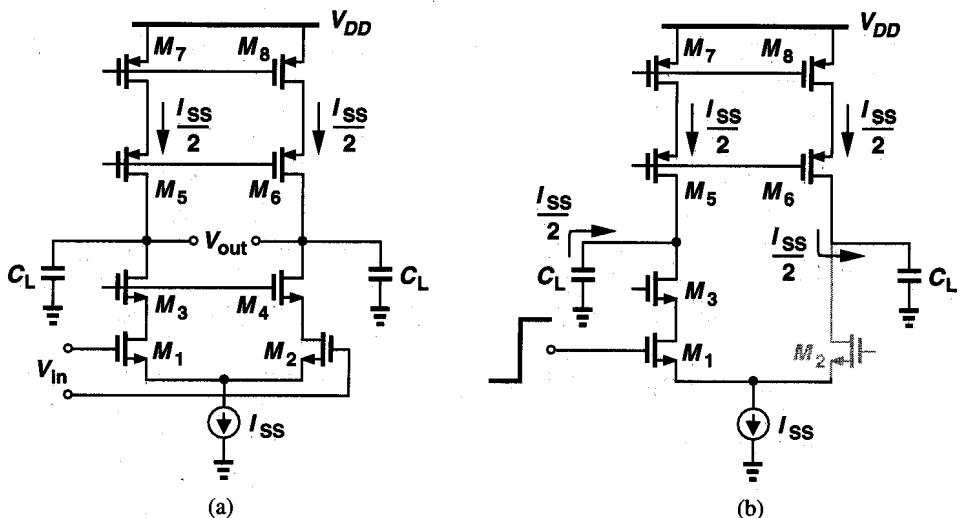 V_DD
M_7
M_8
I_SS/2
I_SS/2
M_5
M_6
V_out
C_L
C_L
M_3
M_4
M_1
M_2
V_in
I_SS
(a)
V_DD
M_7
M_8
I_SS/2
I_SS/2
M_5
M_6
I_SS/2
I_SS/2
C_L
C_L
M_3
M_1
M_2
I_SS
(b)